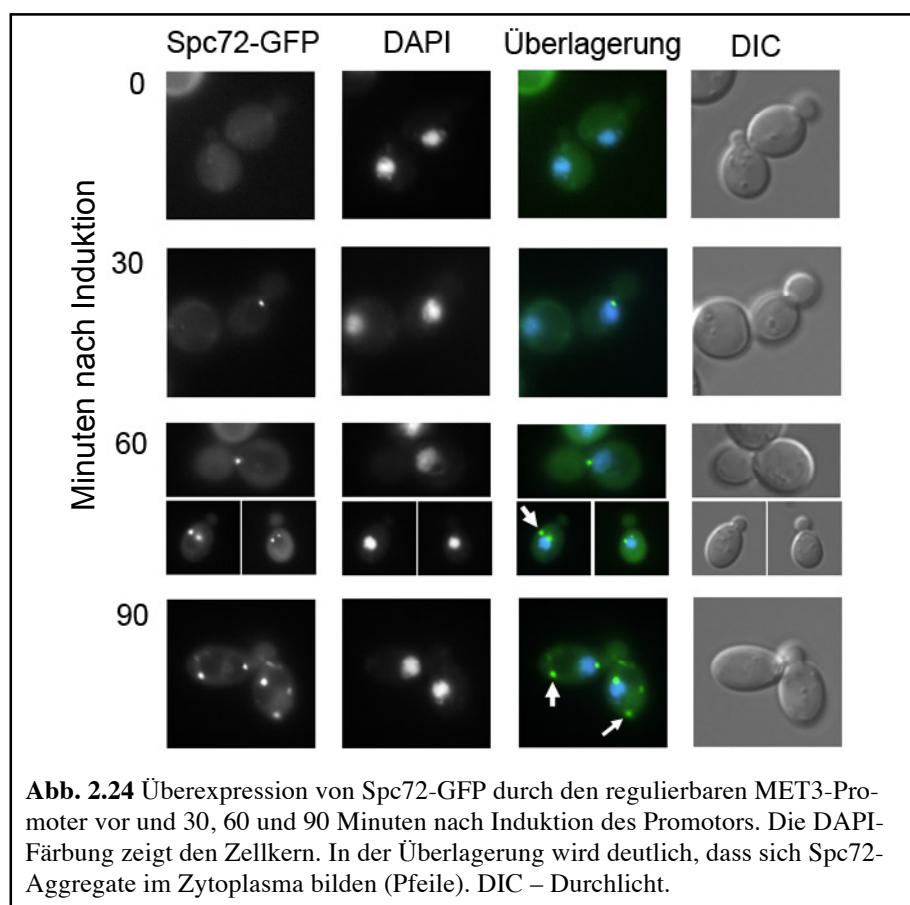 Spc72-GFP DAPI Überlagerung DIC
Minuten nach Induktion
0
30
60
90
Abb. 2.24 Überexpression von Spc72-GFP durch den regulierbaren MET3-Pro-
moter vor und 30, 60 und 90 Minuten nach Induktion des Promotors. Die DAPI-
Färbung zeigt den Zellkern. In der Überlagerung wird deutlich, dass sich Spc72-
Aggregate im Zytoplasma bilden (Pfeile). DIC – Durchlicht.